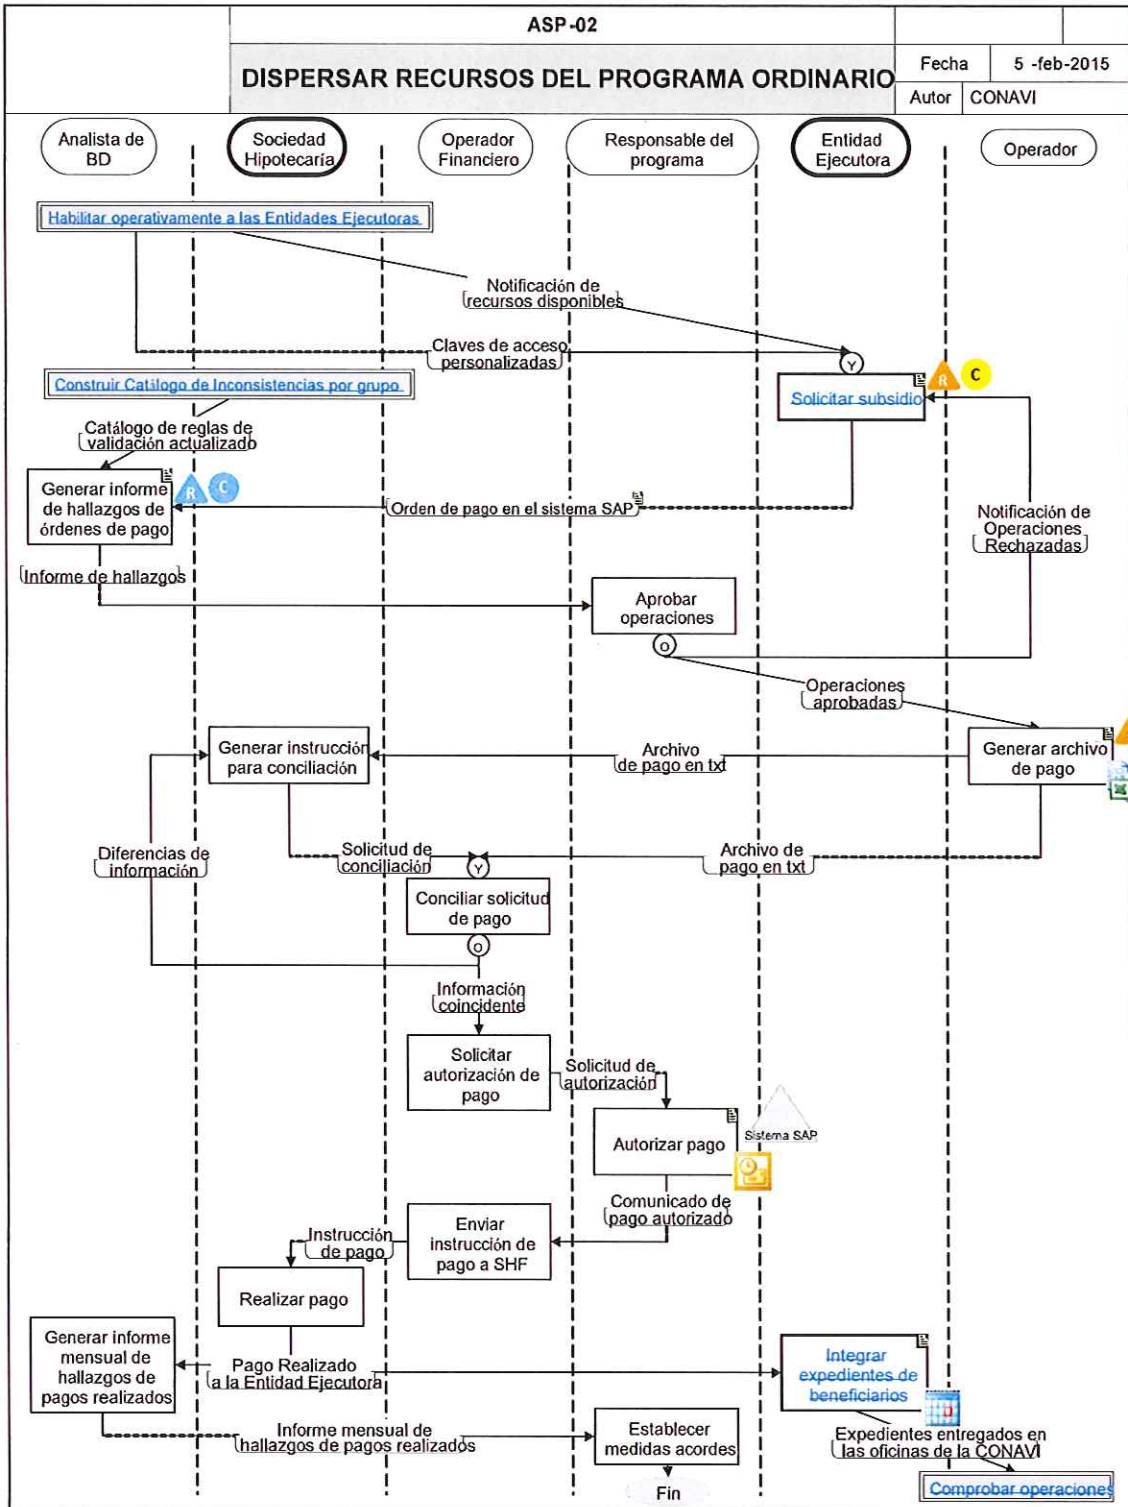 ASP-02
DISPERSAR RECURSOS DEL PROGRAMA ORDINARIO
Fecha
5 -feb-2015
Autor
CONAVI
Analista de
BD
Sociedad
Hipotecaría
Operador
Financiero
Responsable del
programa
Entidad
Ejecutora
Operador
Habilitar operativamente a las Entidades Ejecutoras
Notificación de
recursos disponibles
Claves de acceso
personalizadas
Y
Construir Catálogo de Inconsistencias por grupo
Solicitar subsidio
R
C
Catálogo de reglas de
validación actualizado
Generar informe
de hallazgos de
órdenes de pago
R
C
Orden de pago en el sistema SAP
Notificación de
Operaciones
Rechazadas
Informe de hallazgos
Aprobar
operaciones
O
Operaciones
aprobadas
Generar instrucción
para conciliación
Archivo
de pago en txt
Generar archivo
de pago
Diferencias de
información
Solicitud de
conciliación
Y
Archivo de
pago en txt
Conciliar solicitud
de pago
O
Información
coincidente
Solicitar
autorización de
pago
Solicitud de
autorización
Autorizar pago
Sistema SAP
Comunicado de
pago autorizado
Instrucción
de pago
Enviar
instrucción de
pago a SHF
Realizar pago
Generar informe
mensual de
hallazgos de
pagos realizados
Pago Realizado
a la Entidad Ejecutora
Integrar
expedientes de
beneficiarios
Informe mensual de
hallazgos de pagos realizados
Establecer
medidas acordes
Expedientes entregados en
las oficinas de la CONAVI
Fin
Comprobar operaciones